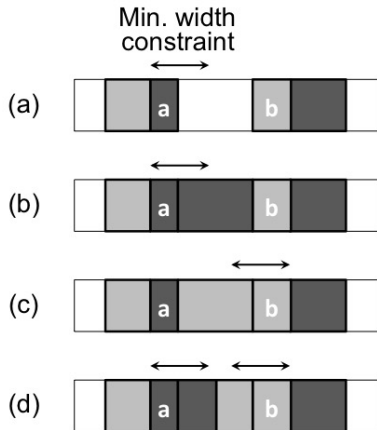 Min. width
constraint
(a) a b
(b) a b
(c) a b
(d) a b